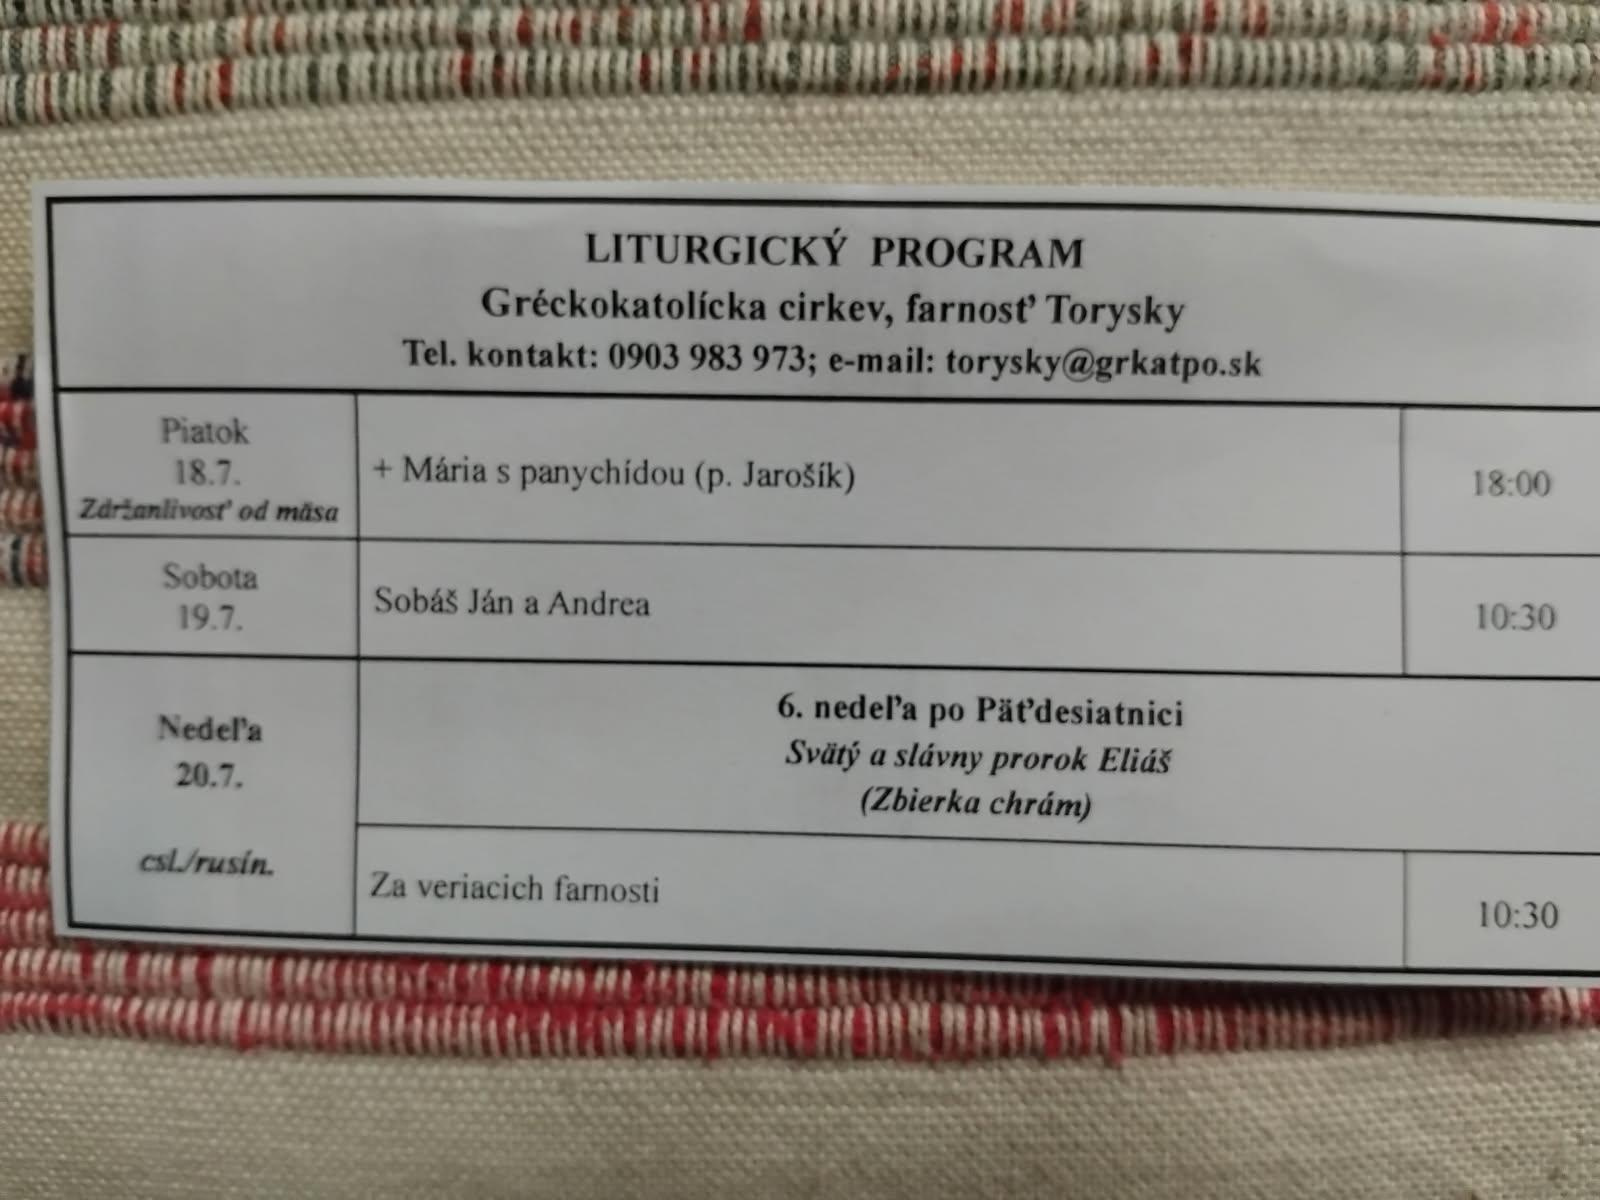 LITURGICKÝ PROGRAM
Gréckokatolícka cirkev, farnosť Torysky
Tel. kontakt: 0903 983 973; e-mail: torysky@grkatpo.sk
Piatok
18.7.
Zdržanlivosť od mäsa
+ Mária s panychídou (p. Jarošík)
18:00
Sobota
19.7.
Sobáš Ján a Andrea
10:30
Nedeľa
20.7.
csl./rusín.
6. nedeľa po Päťdesiatnici
Svätý a slávny prorok Eliáš
(Zbierka chrám)
Za veriacich farnosti
10:30